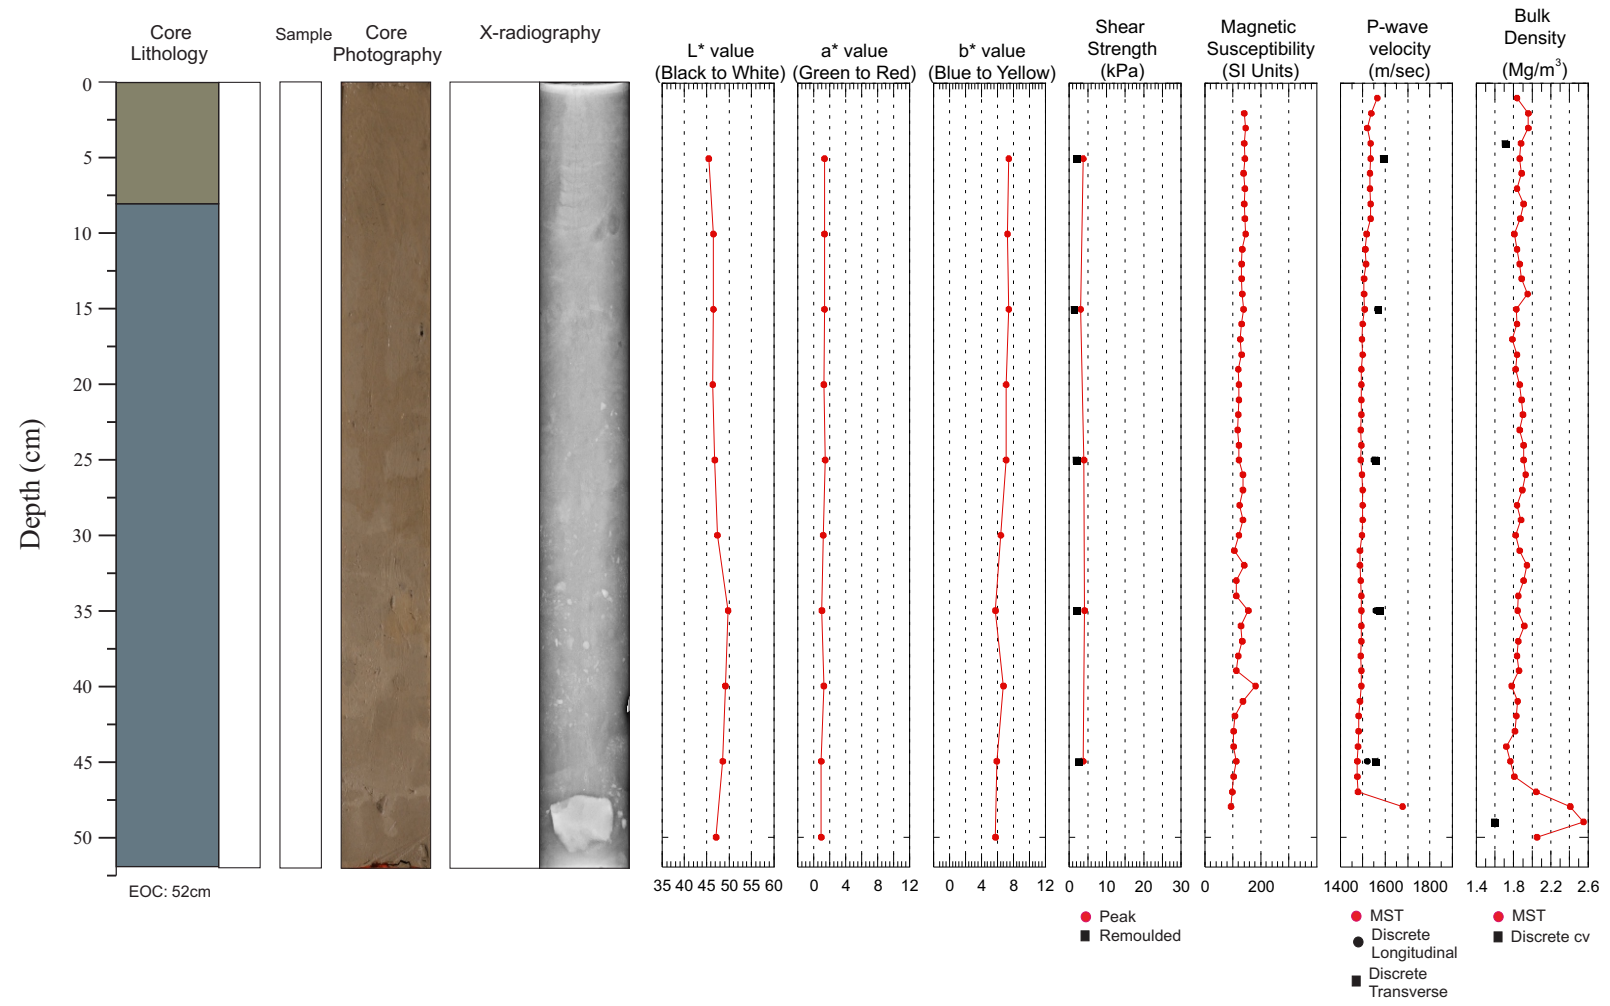 Core
Lithology
Sample
Core
Photography
X-radiography
L* value
(Black to White)
a* value
(Green to Red)
b* value
(Blue to Yellow)
Shear
Strength
(kPa)
Magnetic
Susceptibility
(SI Units)
P-wave
velocity
(m/sec)
Bulk
Density
(Mg/m³)
Depth (cm)
0
5
10
15
20
25
30
35
40
45
50
EOC: 52cm
35 40 45 50 55 60
0 4 8 12
0 4 8 12
0 10 20 30
0 200
1400 1600 1800
1.4 1.8 2.2 2.6
Peak
Remoulded
MST
Discrete
Longitudinal
Discrete
Transverse
MST
Discrete cv